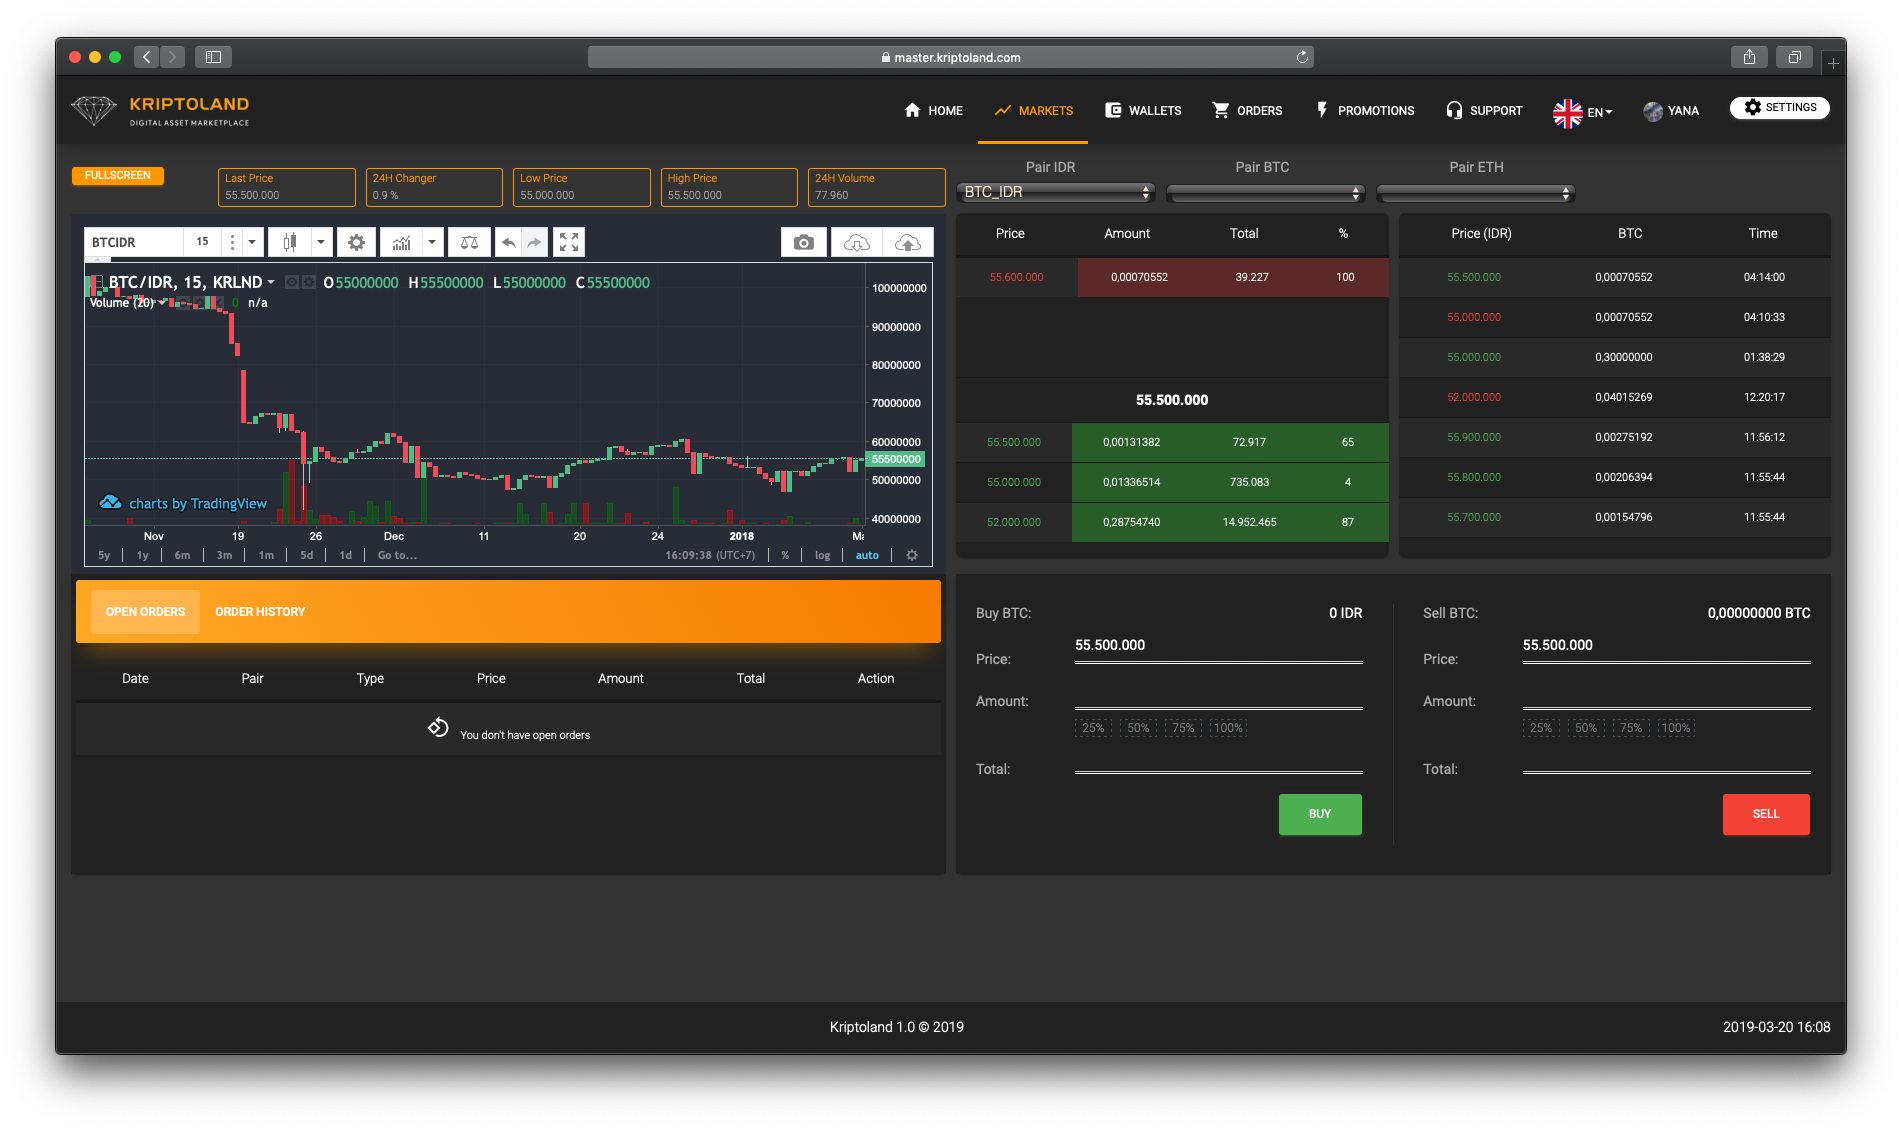 master.kriptoland.com
KRIPTOLAND
DIGITAL ASSET MARKETPLACE
HOME MARKETS WALLETS ORDERS PROMOTIONS SUPPORT EN YANA SETTINGS
FULLSCREEN
Last Price
55.500.000
24H Changer
0.9 %
Low Price
55.000.000
High Price
55.500.000
24H Volume
77.960
Pair IDR Pair BTC Pair ETH
BTC_IDR
BTCIDR 15
BTC/IDR, 15, KRLND O55000000 H55500000 L55000000 C55500000
Volume (20) 0 n/a
100000000
90000000
80000000
70000000
60000000
55500000
50000000
40000000
charts by TradingView
Nov 19 26 Dec 11 20 24 2018 Ma
5y 1y 6m 3m 1m 5d 1d Go to... 16:09:38 (UTC+7) % log auto
Price Amount Total %
55.600.000 0,00070552 39.227 100
55.500.000
55.500.000 0,00131382 72.917 65
55.000.000 0,01336514 735.083 4
52.000.000 0,28754740 14.952.465 87
Price (IDR) BTC Time
55.500.000 0,00070552 04:14:00
55.000.000 0,00070552 04:10:33
55.000.000 0,30000000 01:38:29
52.000.000 0,04015269 12:20:17
55.900.000 0,00275192 11:56:12
55.800.000 0,00206394 11:55:44
55.700.000 0,00154796 11:55:44
OPEN ORDERS ORDER HISTORY
Date Pair Type Price Amount Total Action
You don't have open orders
Buy BTC: 0 IDR
Price: 55.500.000
Amount:
25% 50% 75% 100%
Total:
BUY
Sell BTC: 0,00000000 BTC
Price: 55.500.000
Amount:
25% 50% 75% 100%
Total:
SELL
Kriptoland 1.0 © 2019
2019-03-20 16:08